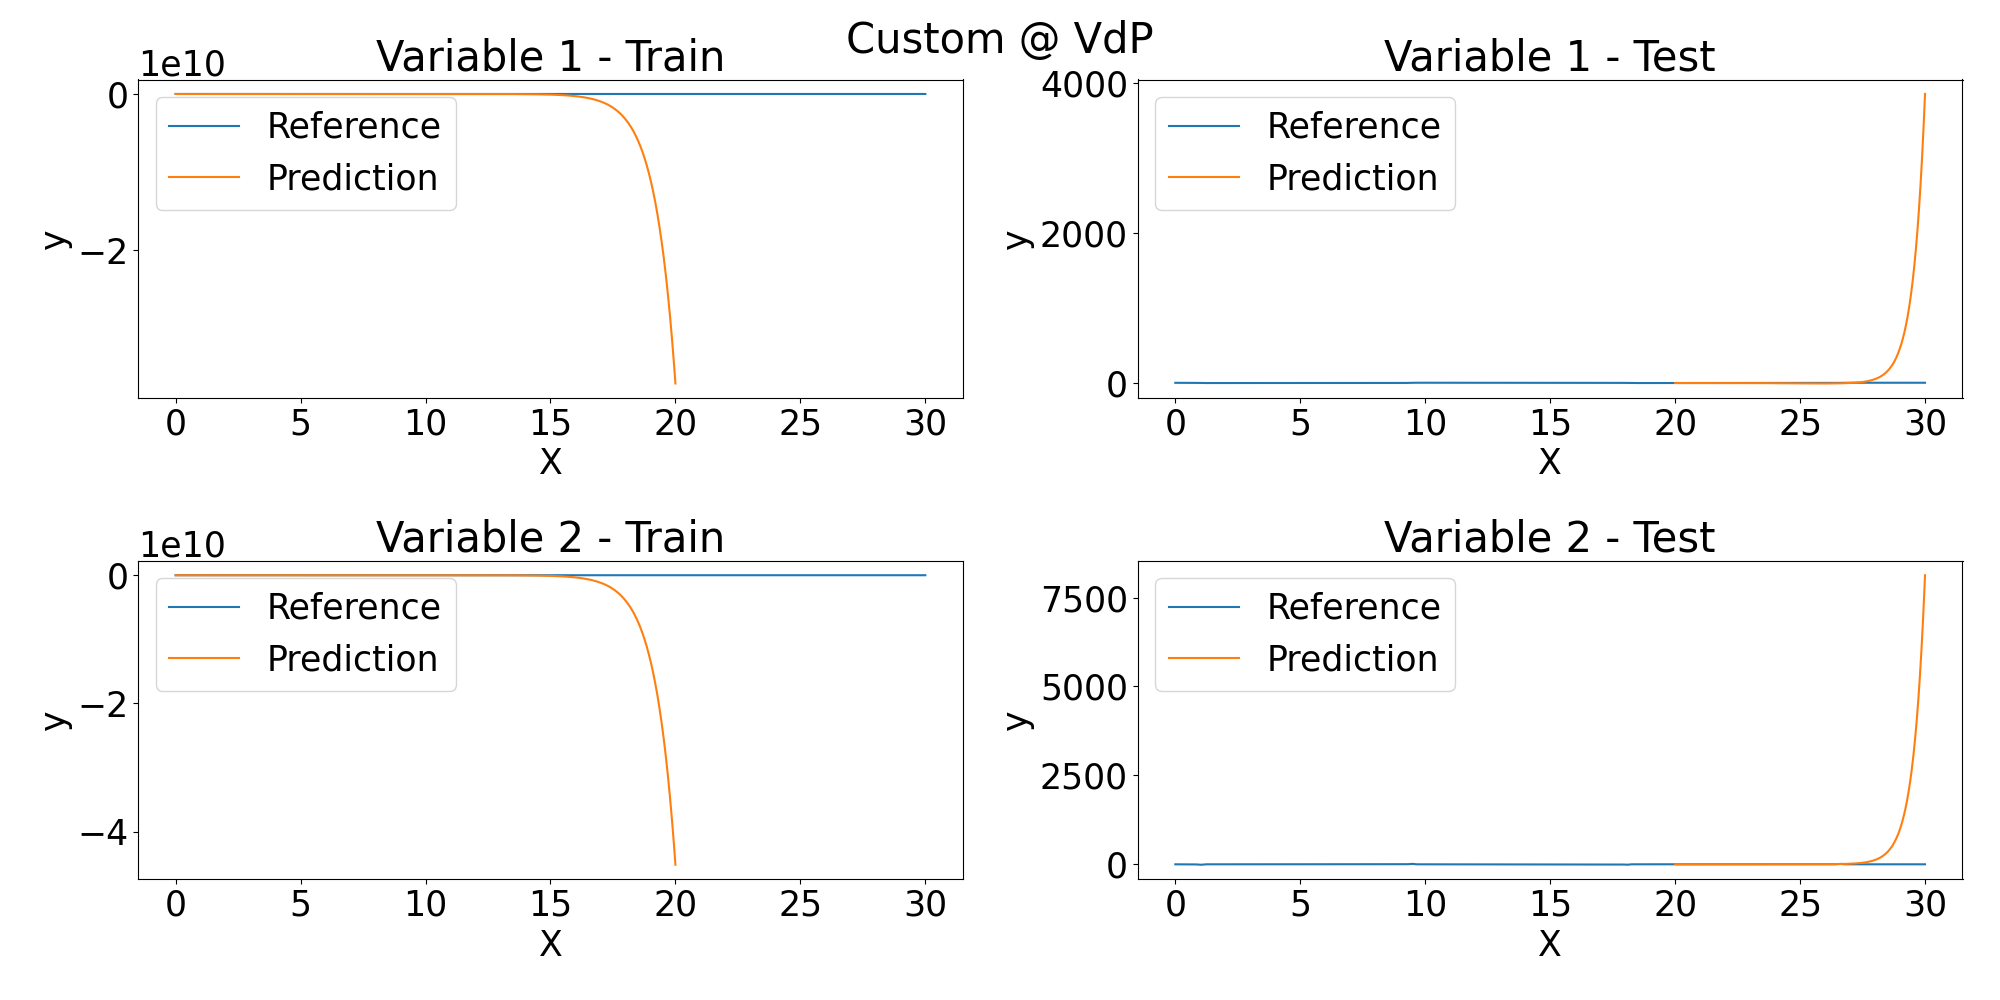 Custom @ VdP
Variable 1 - Train
1e10
0
−2
y
Reference
Prediction
0 5 10 15 20 25 30
X
Variable 1 - Test
4000
2000
0
y
Reference
Prediction
0 5 10 15 20 25 30
X
Variable 2 - Train
1e10
0
−2
−4
y
Reference
Prediction
0 5 10 15 20 25 30
X
Variable 2 - Test
7500
5000
2500
0
y
Reference
Prediction
0 5 10 15 20 25 30
X